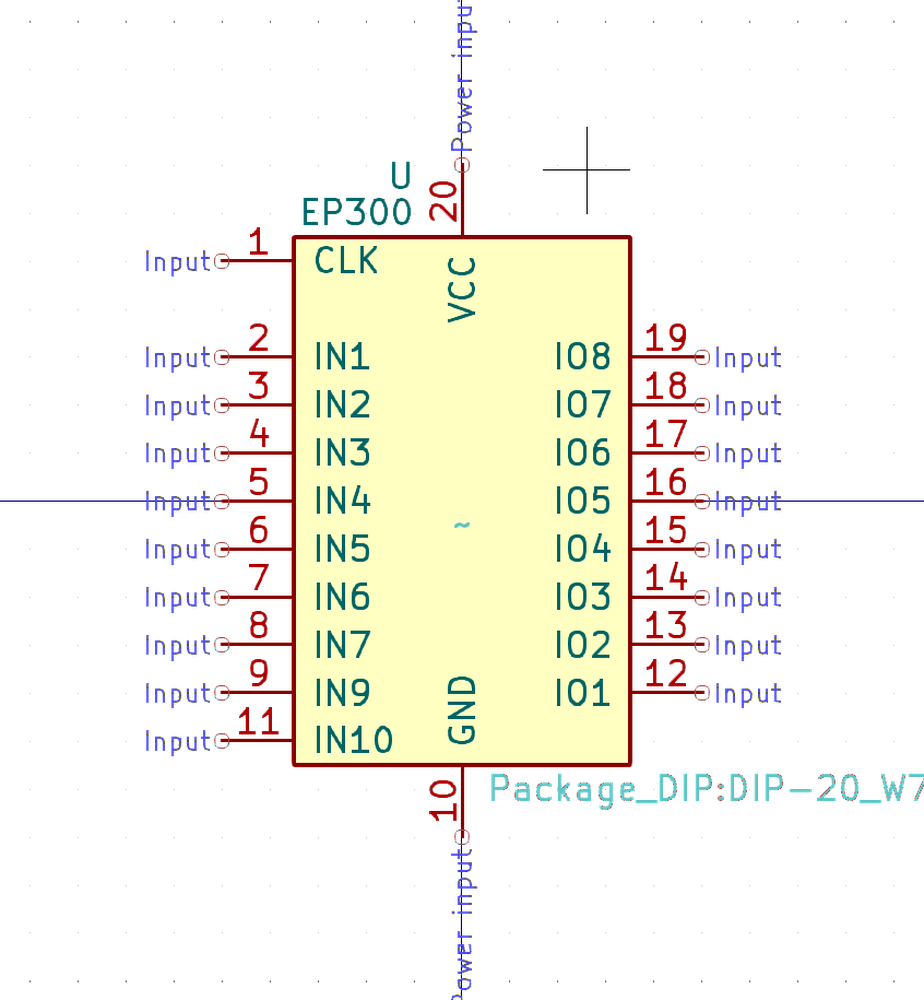 Power input
U
EP300
20
1
Input
CLK
VCC
2
Input
IN1
IO8
19
Input
3
Input
IN2
IO7
18
Input
4
Input
IN3
IO6
17
Input
5
Input
IN4
IO5
16
Input
~
6
Input
IN5
IO4
15
Input
7
Input
IN6
IO3
14
Input
8
Input
IN7
IO2
13
Input
9
Input
IN9
IO1
12
Input
11
Input
IN10
GND
10
Package_DIP:DIP-20_W7
Power input